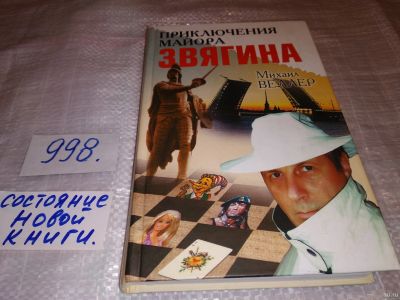 ПРИКЛЮЧЕНИЯ
МАЙОРА
ЗВЯГИНА
Михаил
ВЕЛЛЕР
998.
СОСТОЯНИЕ
НОВОЙ
КНИГИ.